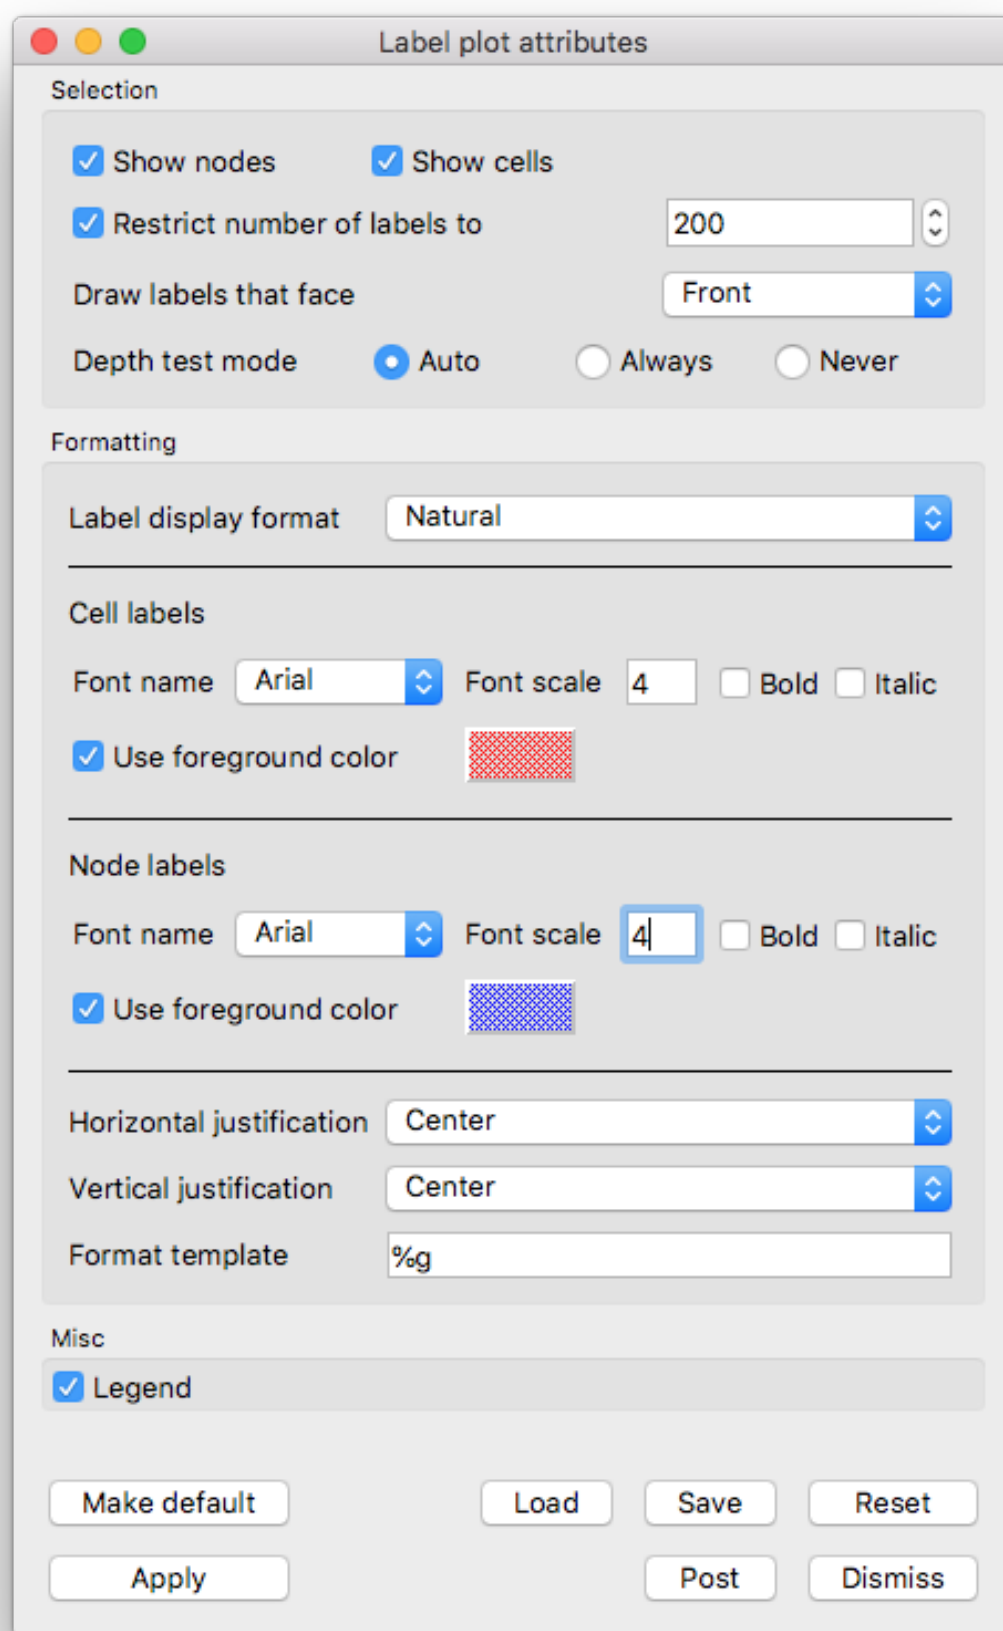 Label plot attributes
Selection
Show nodes Show cells
Restrict number of labels to 200
Draw labels that face Front
Depth test mode Auto Always Never
Formatting
Label display format Natural
Cell labels
Font name Arial Font scale 4 Bold Italic
Use foreground color
Node labels
Font name Arial Font scale 4 Bold Italic
Use foreground color
Horizontal justification Center
Vertical justification Center
Format template %g
Misc
Legend
Make default Load Save Reset
Apply Post Dismiss